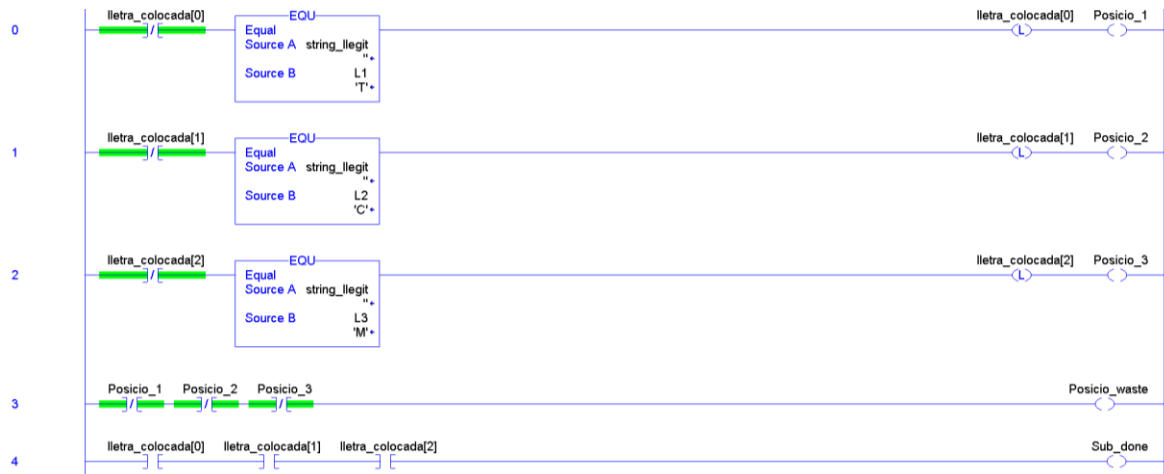 lletra_colocada[0] EQU lletra_colocada[0] Posicio_1
0 / Equal L
Source A string_llegit
''
Source B L1
'T'
lletra_colocada[1] EQU lletra_colocada[1] Posicio_2
1 / Equal L
Source A string_llegit
''
Source B L2
'C'
lletra_colocada[2] EQU lletra_colocada[2] Posicio_3
2 / Equal L
Source A string_llegit
''
Source B L3
'M'
Posicio_1 Posicio_2 Posicio_3 Posicio_waste
3 / / /
lletra_colocada[0] lletra_colocada[1] lletra_colocada[2] Sub_done
4